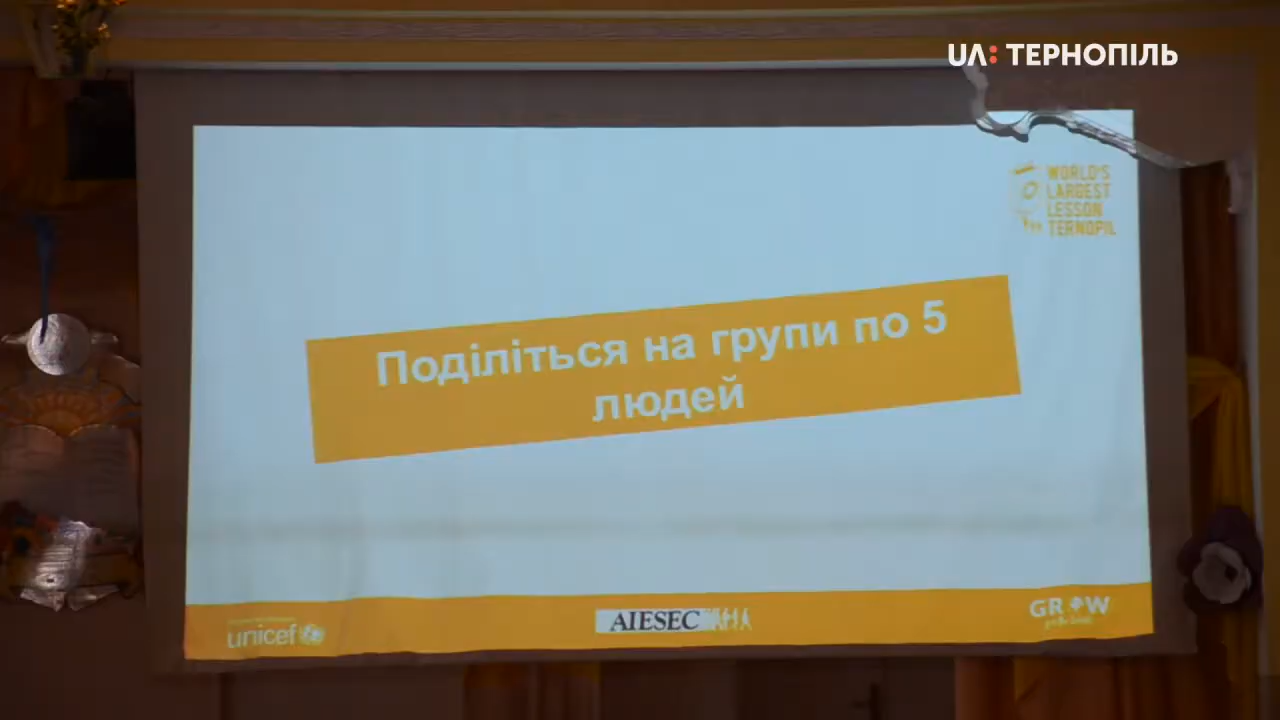 UA: ТЕРНОПІЛЬ
WORLD'S
LARGEST
LESSON
TERNOPIL
Поділіться на групи по 5
людей
unicef
AIESEC
GROW